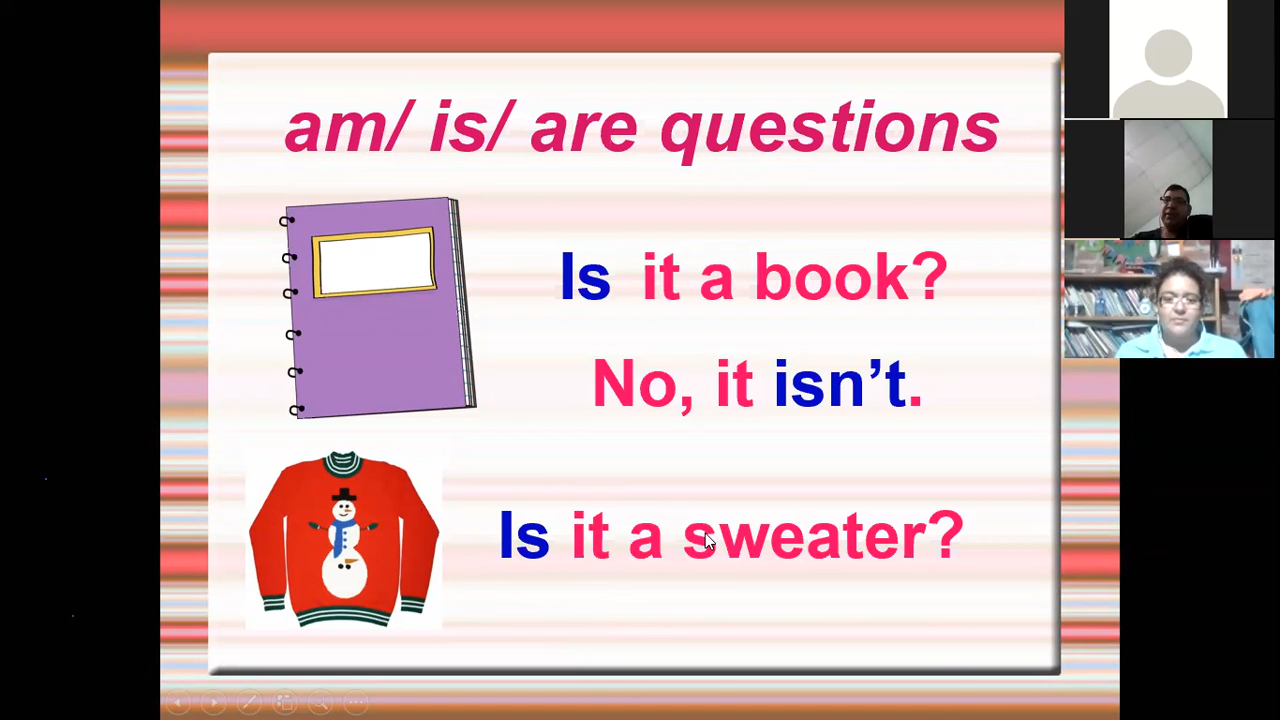 am/ is/ are questions
Is it a book?
No, it isn’t.
Is it a sweater?